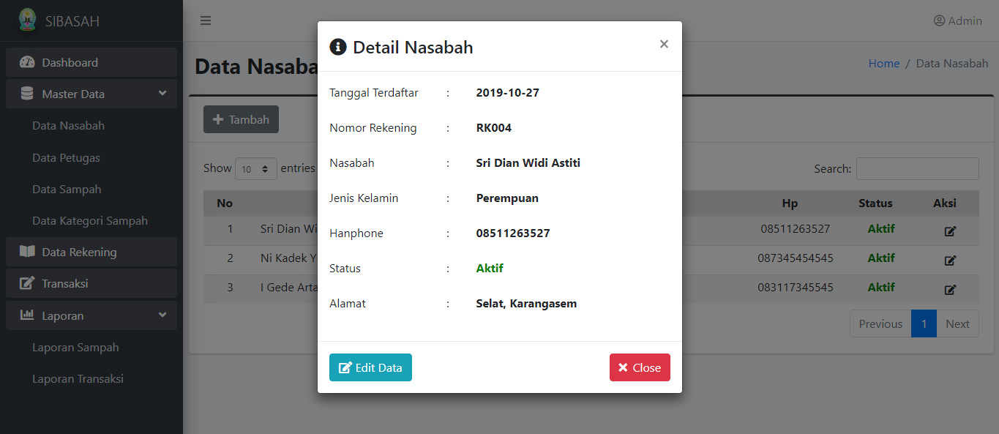 SIBASAH
Admin
Dashboard
Master Data
Data Nasabah
Data Petugas
Data Sampah
Data Kategori Sampah
Data Rekening
Transaksi
Laporan
Laporan Sampah
Laporan Transaksi
Data Nasaba
Home / Data Nasabah
Tambah
Show 10 entries
Search:
No Hp Status Aksi
1 Sri Dian Wi 08511263527 Aktif
2 Ni Kadek Y 087345454545 Aktif
3 I Gede Arta 083117345545 Aktif
Previous 1 Next
Detail Nasabah ×
Tanggal Terdaftar : 2019-10-27
Nomor Rekening : RK004
Nasabah : Sri Dian Widi Astiti
Jenis Kelamin : Perempuan
Hanphone : 08511263527
Status : Aktif
Alamat : Selat, Karangasem
Edit Data Close